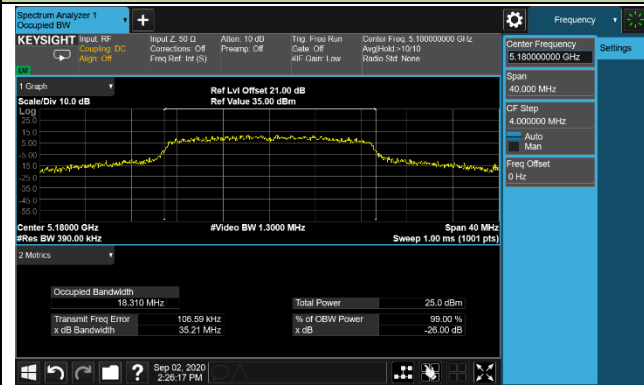 Spectrum Analyzer 1
Occupied BW
Frequency
KEYSIGHT
Input: RF
Coupling: DC
Align: Off
Input Z: 50 Ω
Corrections: Off
Freq Ref: Int (S)
Atten: 10 dB
Preamp: Off
Trig: Free Run
Gate: Off
#IF Gain: Low
Center Freq: 5.180000000 GHz
Avg|Hold:>10/10
Radio Std: None
LXI
Center Frequency
5.180000000 GHz
Settings
Span
40.000 MHz
CF Step
4.000000 MHz
Auto
Man
Freq Offset
0 Hz
1 Graph
Scale/Div 10.0 dB
Ref Lvl Offset 21.00 dB
Ref Value 35.00 dBm
Log
25.0
15.0
5.00
-5.00
-15.0
-25.0
-35.0
-45.0
-55.0
Center 5.18000 GHz
#Res BW 390.00 kHz
#Video BW 1.3000 MHz
Span 40 MHz
Sweep 1.00 ms (1001 pts)
2 Metrics
Occupied Bandwidth
18.310 MHz
Total Power 25.0 dBm
Transmit Freq Error 106.59 kHz
% of OBW Power 99.00 %
x dB Bandwidth 35.21 MHz
x dB -26.00 dB
?
Sep 02, 2020
2:26:17 PM